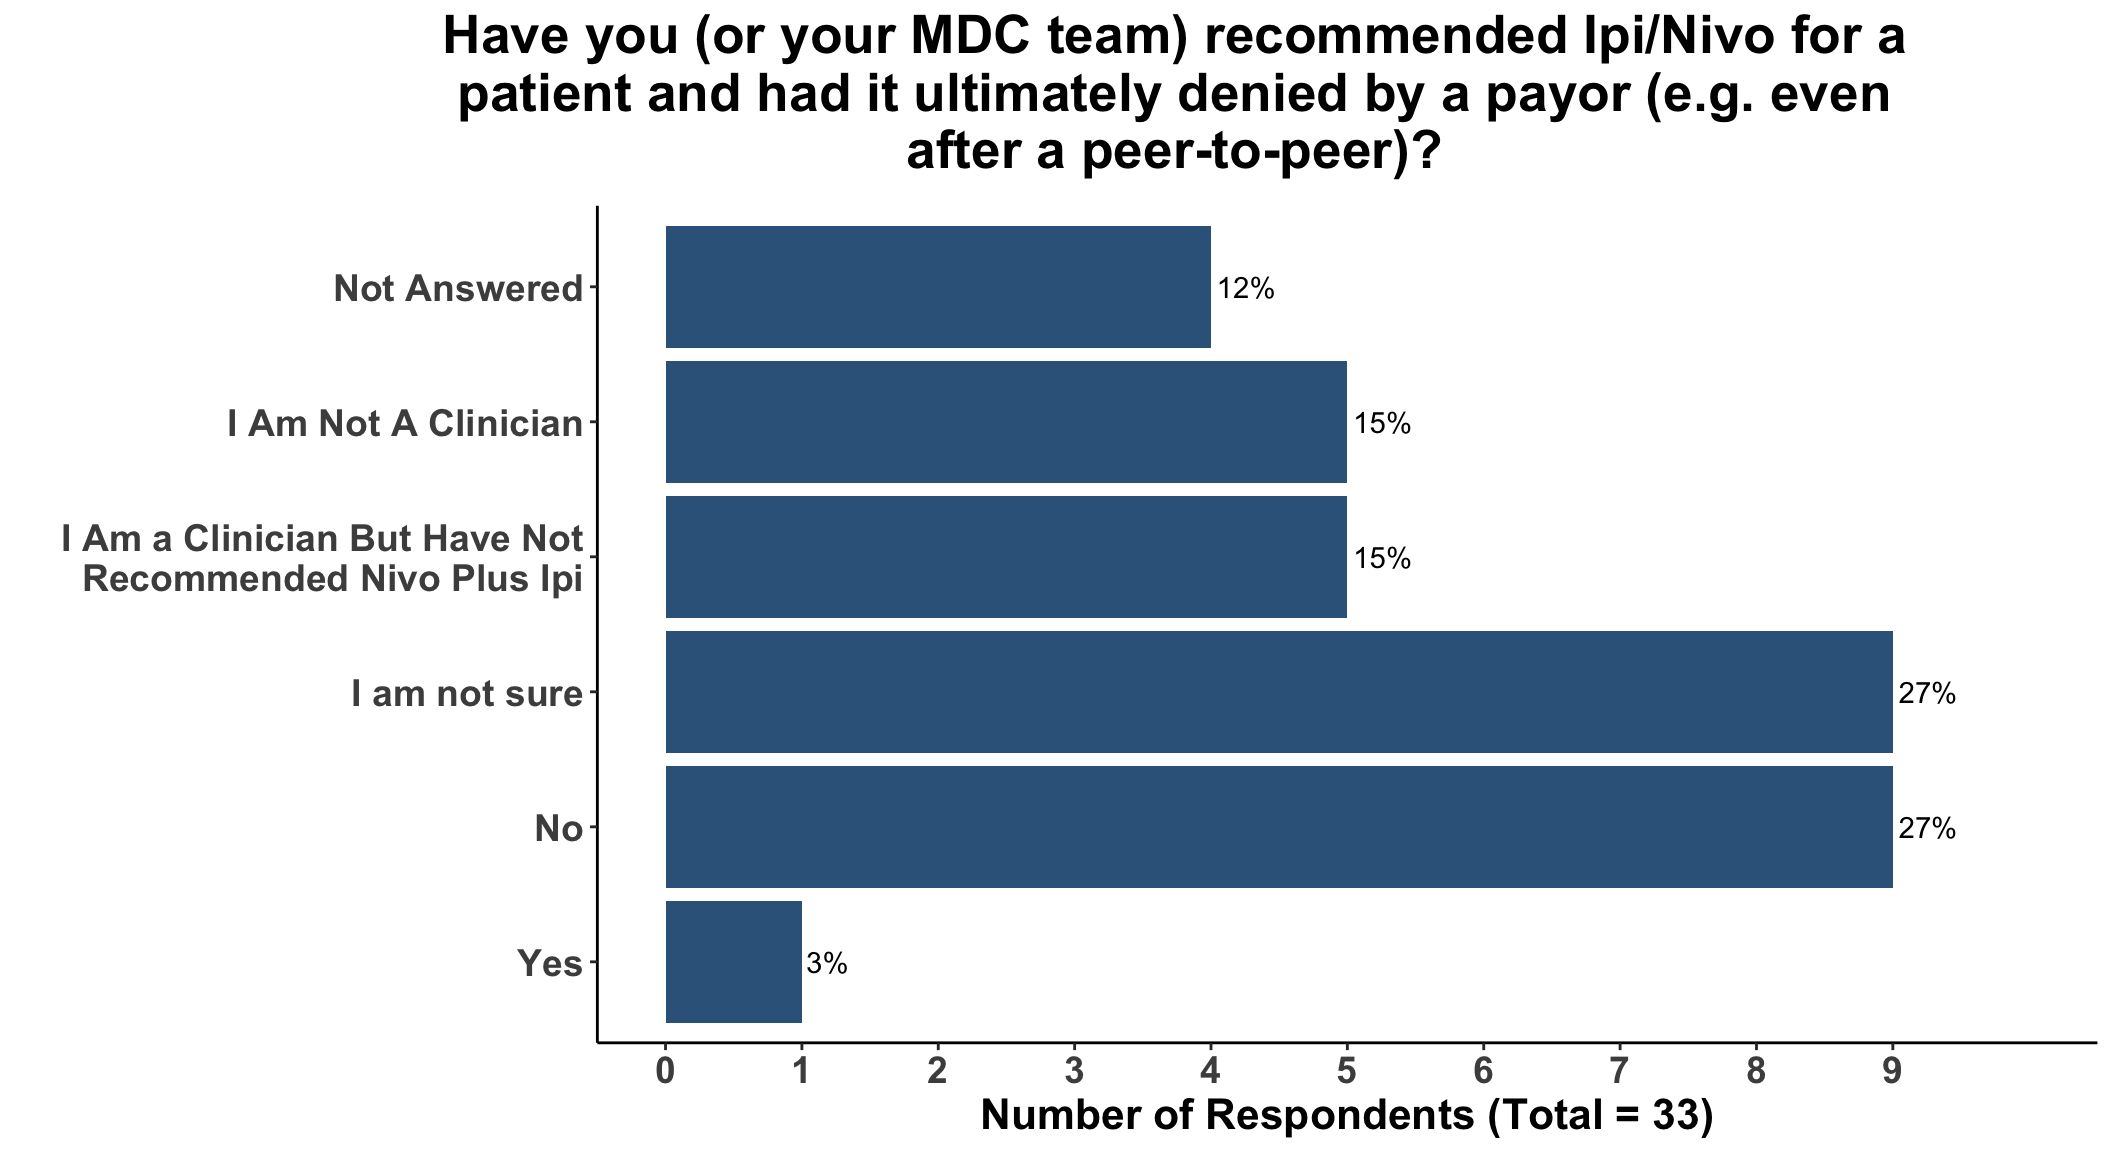 Have you (or your MDC team) recommended Ipi/Nivo for a
patient and had it ultimately denied by a payor (e.g. even
after a peer-to-peer)?
Not Answered
12%
I Am Not A Clinician
15%
I Am a Clinician But Have Not
Recommended Nivo Plus Ipi
15%
I am not sure
27%
No
27%
Yes
3%
0 1 2 3 4 5 6 7 8 9
Number of Respondents (Total = 33)